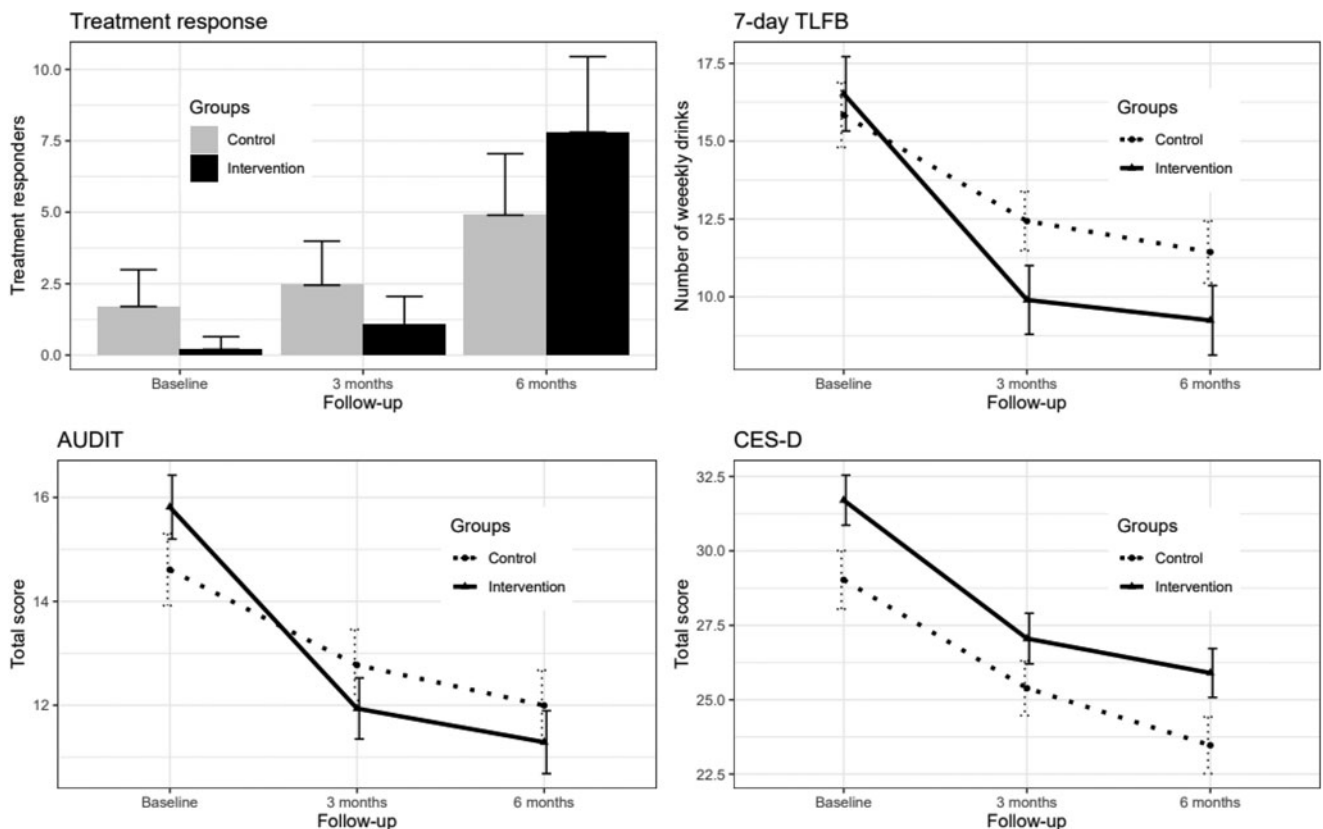 Treatment response
10.0
7.5
5.0
2.5
0.0
Treatment responders
Groups
Control
Intervention
Baseline
3 months
6 months
Follow-up
7-day TLFB
17.5
15.0
12.5
10.0
Number of weeekly drinks
Groups
Control
Intervention
Baseline
3 months
6 months
Follow-up
AUDIT
16
14
12
Total score
Groups
Control
Intervention
Baseline
3 months
6 months
Follow-up
CES-D
32.5
30.0
27.5
25.0
22.5
Total score
Groups
Control
Intervention
Baseline
3 months
6 months
Follow-up